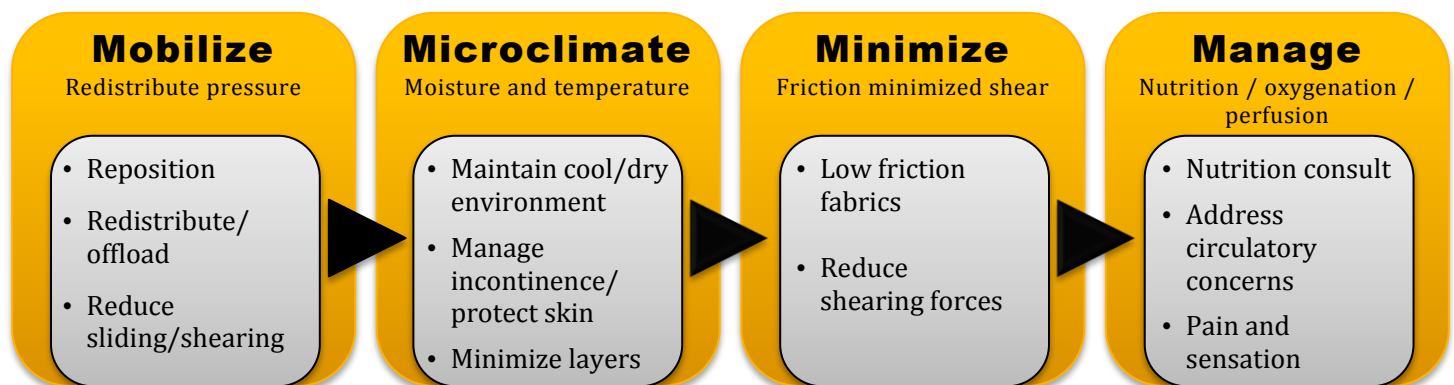 Mobilize
Redistribute pressure
• Reposition
• Redistribute/
offload
• Reduce
sliding/shearing
Microclimate
Moisture and temperature
• Maintain cool/dry
environment
• Manage
incontinence/
protect skin
• Minimize layers
Minimize
Friction minimized shear
• Low friction
fabrics
• Reduce
shearing forces
Manage
Nutrition / oxygenation /
perfusion
• Nutrition consult
• Address
circulatory
concerns
• Pain and
sensation